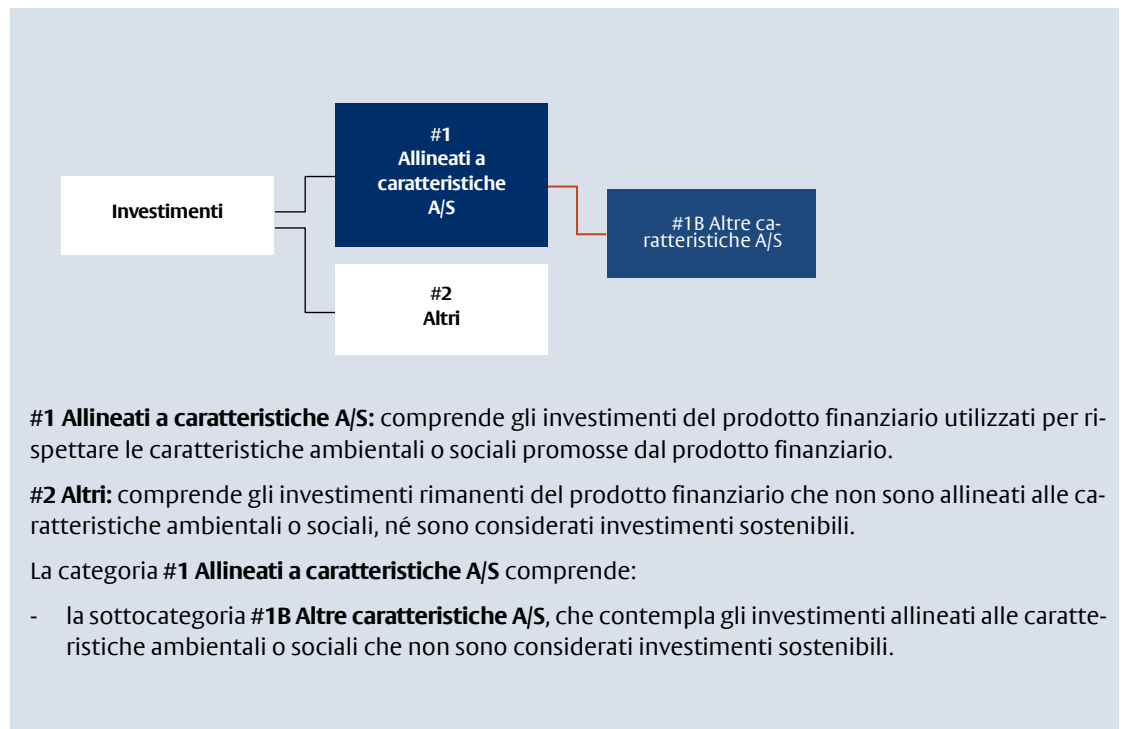 #1
Allineati a
caratteristiche
A/S
Investimenti
#1B Altre ca-
ratteristiche A/S
#2
Altri
#1 Allineati a caratteristiche A/S: comprende gli investimenti del prodotto finanziario utilizzati per ri-
spettare le caratteristiche ambientali o sociali promosse dal prodotto finanziario.
#2 Altri: comprende gli investimenti rimanenti del prodotto finanziario che non sono allineati alle ca-
ratteristiche ambientali o sociali, né sono considerati investimenti sostenibili.
La categoria #1 Allineati a caratteristiche A/S comprende:
- la sottocategoria #1B Altre caratteristiche A/S, che contempla gli investimenti allineati alle caratte-
ristiche ambientali o sociali che non sono considerati investimenti sostenibili.